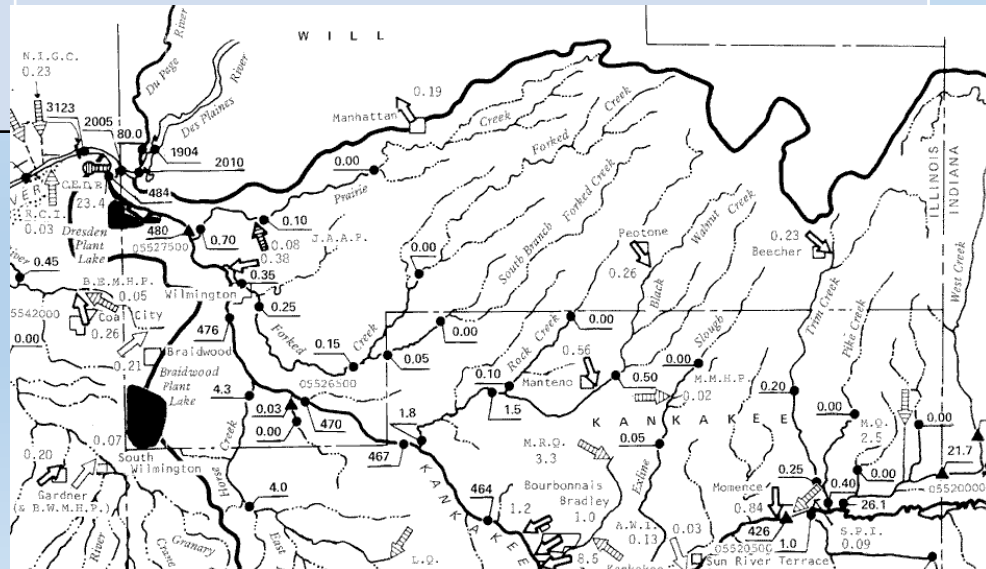 W I L L
N.I.G.C.
0.23
River
Du Page
River
Des Plaines
3123
2005
80.0
1904
2010
0.19
Manhattan
Creek
Forked
Creek
0.00
Prairie
ILLINOIS
INDIANA
West Creek
484
23.4
R.C.I.
0.03
Dresden
Plant
Lake
480
05527500
0.70
0.10
0.08
J.A.A.P.
0.38
0.35
Wilmington
0.25
0.00
South Branch
Forked Creek
Walnut
Creek
Peotone
0.26
Black
0.23
Beecher
Trim Creek
Pike Creek
0.45
B.E.M.H.P.
0.05
Coal City
0.26
5542000
0.00
0.21
Braidwood
Braidwood
Plant
Lake
476
Forked
Creek
0.15
0.05
0.00
Rock Creek
0.00
Slough
0.00
0.56
Manteno
0.50
0.10
1.5
M.M.H.P.
0.02
0.20
0.00
M.Q.
2.5
0.00
21.7
05526500
4.3
0.03
0.00
470
1.8
467
K A N K A K E E
0.05
M.R.Q.
3.3
Exline
0.07
South
Wilmington
0.20
Gardner
(& B.W.M.H.P.)
Horse
Creek
4.0
K A N K A K E E
464
1.2
Bourbonnais
Bradley
1.0
8.5
A.W.I.
0.13
0.03
Momence
0.84
0.25
0.40
0.00
05520000
26.1
426
05520500
1.0
S.P.I.
0.09
Sun River Terrace
River
Crane
Granary
East
L.Q.
Kankakee